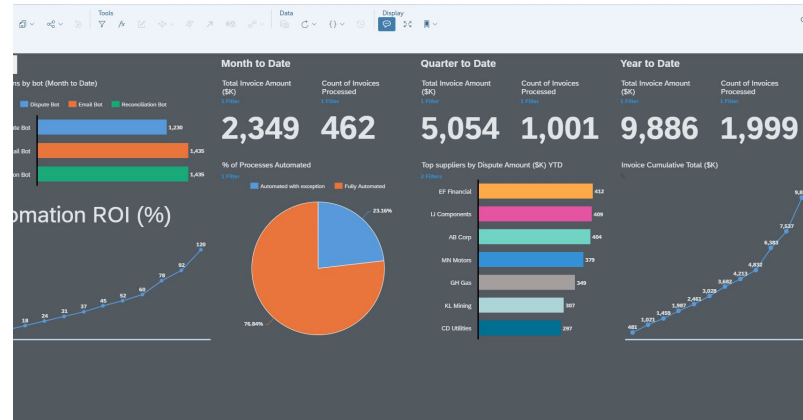 Tools
Data
Display
Month to Date
Quarter to Date
Year to Date
ns by bot (Month to Date)
Dispute Bot
Email Bot
Reconciliation Bot
te Bot
1,230
ail Bot
1,435
on Bot
1,435
Total Invoice Amount
($K)
1 Filter
2,349
Count of Invoices
Processed
1 Filter
462
Total Invoice Amount
($K)
1 Filter
5,054
Count of Invoices
Processed
1 Filter
1,001
Total Invoice Amount
($K)
1 Filter
9,886
Count of Invoices
Processed
1 Filter
1,999
omation ROI (%)
18
24
31
37
45
52
60
78
92
120
% of Processes Automated
1 Filter
Automated with exception
Fully Automated
23.16%
76.84%
Top suppliers by Dispute Amount ($K) YTD
2 Filters
EF Financial
412
IJ Components
409
AB Corp
404
MN Motors
379
GH Gas
349
KL Mining
307
CD Utilities
297
Invoice Cumulative Total ($K)
481
1,021
1,455
1,987
2,461
3,028
3,682
4,213
4,832
6,383
7,537
9,8